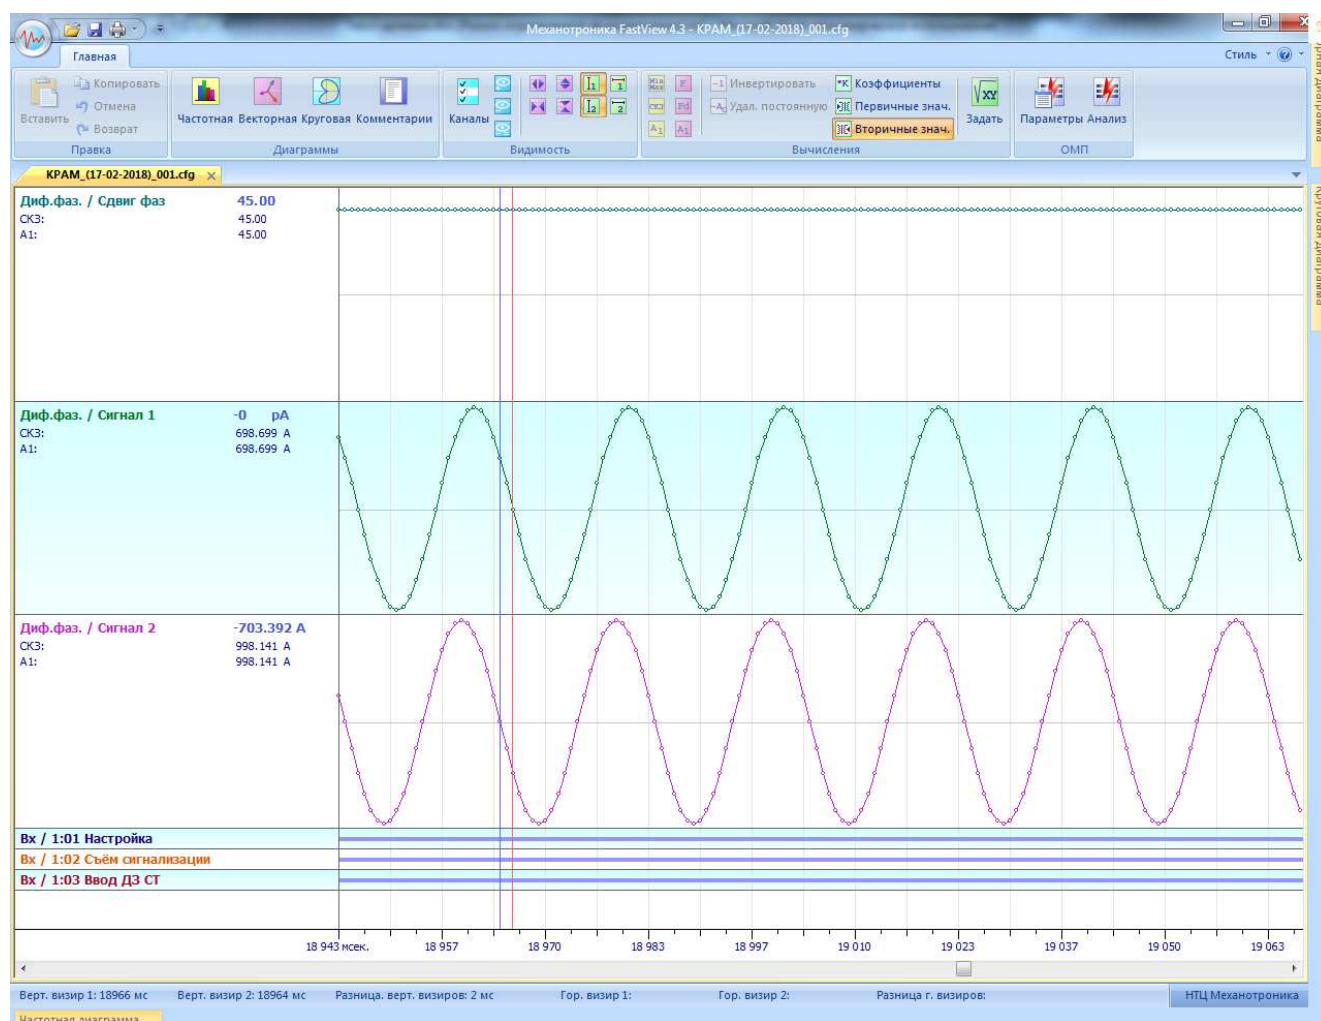 Механотроника FastView 4.3 - КРАМ_(17-02-2018)_001.cfg
Главная
Стиль
Вставить
Копировать
Отмена
Возврат
Правка
Частотная Векторная Круговая Комментарии
Диаграммы
Каналы
Видимость
Инвертировать
Удал. постоянную
Коэффициенты
Первичные знач.
Вторичные знач.
Задать
Вычисления
Параметры Анализ
ОМП
КРАМ_(17-02-2018)_001.cfg
Диф.фаз. / Сдвиг фаз 45.00
СКЗ: 45.00
A1: 45.00
Диф.фаз. / Сигнал 1 -0 pA
СКЗ: 698.699 A
A1: 698.699 A
Диф.фаз. / Сигнал 2 -703.392 A
СКЗ: 998.141 A
A1: 998.141 A
Вх / 1:01 Настройка
Вх / 1:02 Съём сигнализации
Вх / 1:03 Ввод ДЗ СТ
18 943 мсек. 18 957 18 970 18 983 18 997 19 010 19 023 19 037 19 050 19 063
Верт. визир 1: 18966 мс Верт. визир 2: 18964 мс Разница. верт. визиров: 2 мс Гор. визир 1: Гор. визир 2: Разница г. визиров: НТЦ Механотроника
Частотная диаграмма
Круговая диаграмма